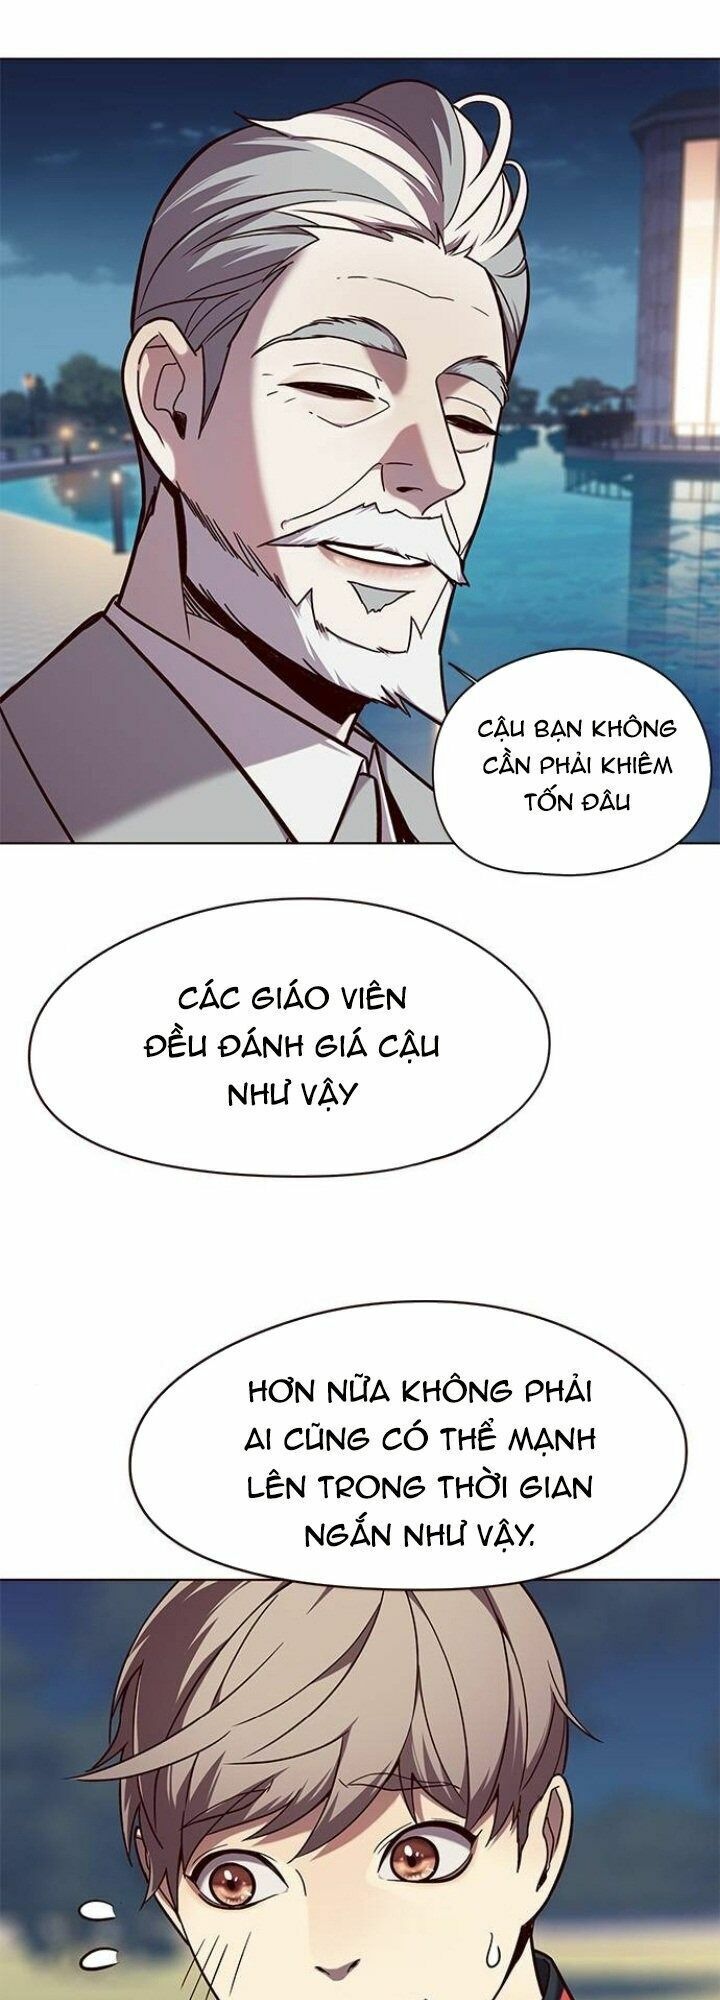 CẬU BẠN KHÔNG
CẦN PHẢI KHIÊM
TỐN ĐÂU
CÁC GIÁO VIÊN
ĐỀU ĐÁNH GIÁ CẬU
NHƯ VẬY
HƠN NỮA KHÔNG PHẢI
AI CŨNG CÓ THỂ MẠNH
LÊN TRONG THỜI GIAN
NGẮN NHƯ VẬY.